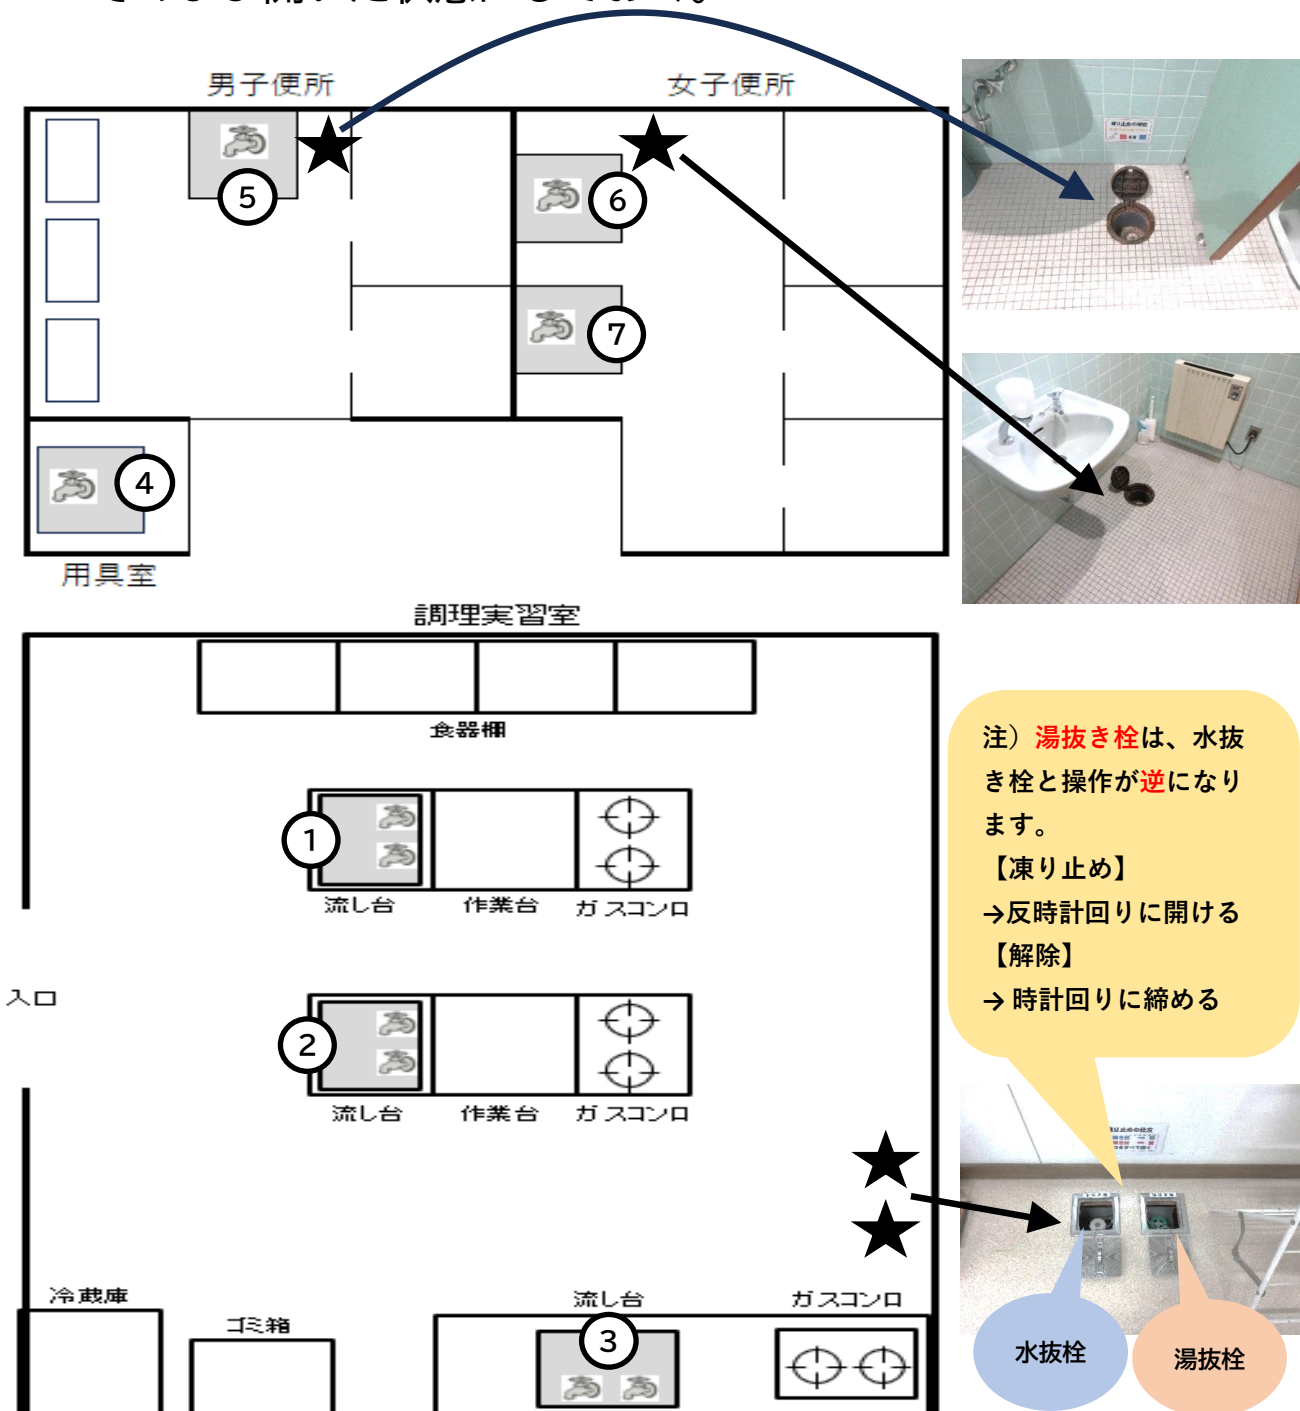 男子便所
女子便所
⑤
⑥
⑦
④
用具室
調理実習室
食器棚
①
流し台
作業台
ガスコンロ
入口
②
流し台
作業台
ガスコンロ
注）湯抜き栓は、水抜
き栓と操作が逆になり
ます。
【凍り止め】
→反時計回りに開ける
【解除】
→ 時計回りに締める
冷蔵庫
ゴミ箱
流し台
③
ガスコンロ
水抜栓
湯抜栓